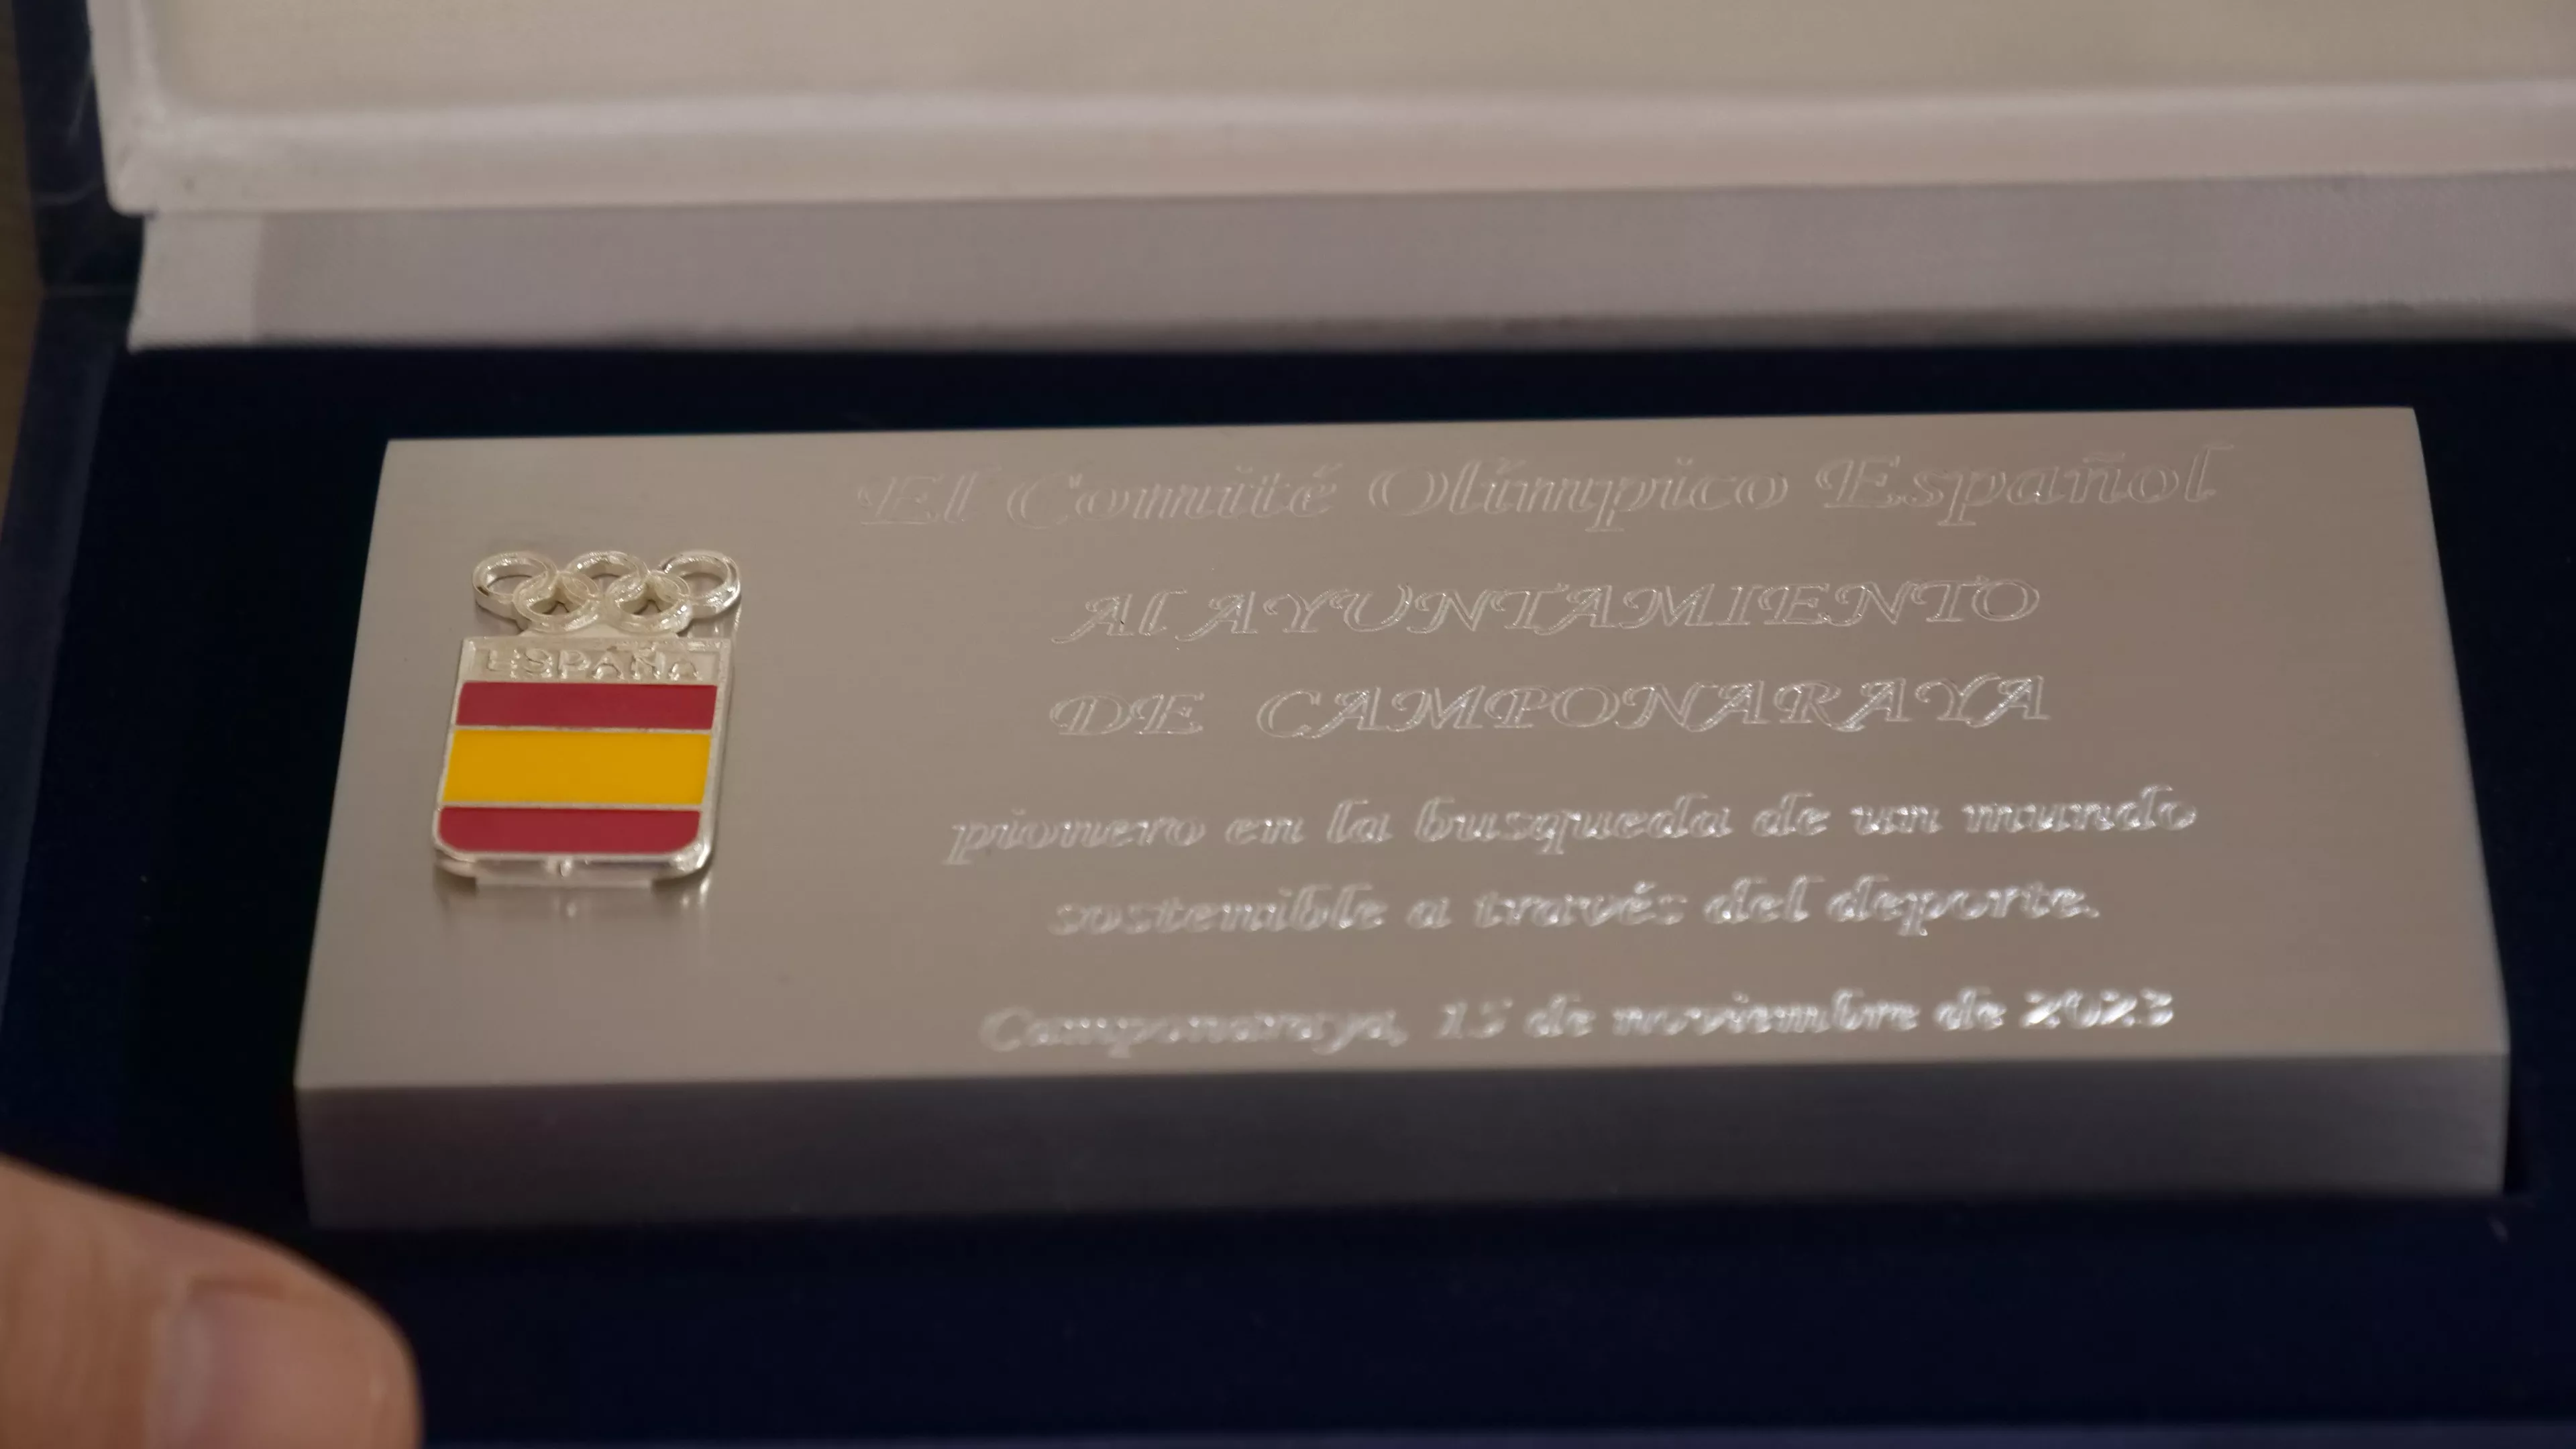 El Comité Olímpico Español
Al AYUNTAMIENTO
DE CAMPONARAYA
pionero en la busqueda de un mundo
sostenible a través del deporte.
Camponaraya, 15 de noviembre de 2023
ESPAÑA